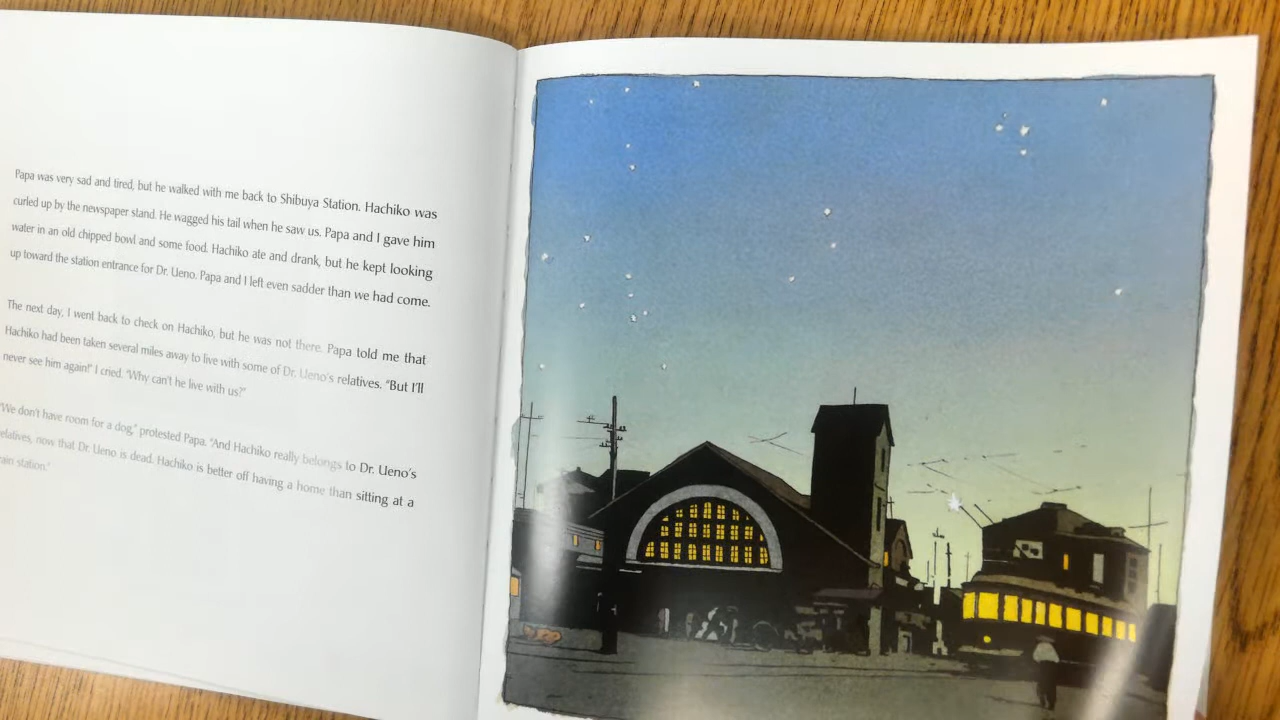 Papa was very sad and tired, but he walked with me back to Shibuya Station. Hachiko was
curled up by the newspaper stand. He wagged his tail when he saw us. Papa and I gave him
water in an old chipped bowl and some food. Hachiko ate and drank, but he kept looking
up toward the station entrance for Dr. Ueno. Papa and I left even sadder than we had come.
The next day, I went back to check on Hachiko, but he was not there. Papa told me that
Hachiko had been taken several miles away to live with some of Dr. Ueno's relatives. "But I'll
never see him again!" I cried. "Why can't he live with us?"
"We don't have room for a dog," protested Papa. "And Hachiko really belongs to Dr. Ueno's
relatives, now that Dr. Ueno is dead. Hachiko is better off having a home than sitting at a
train station."